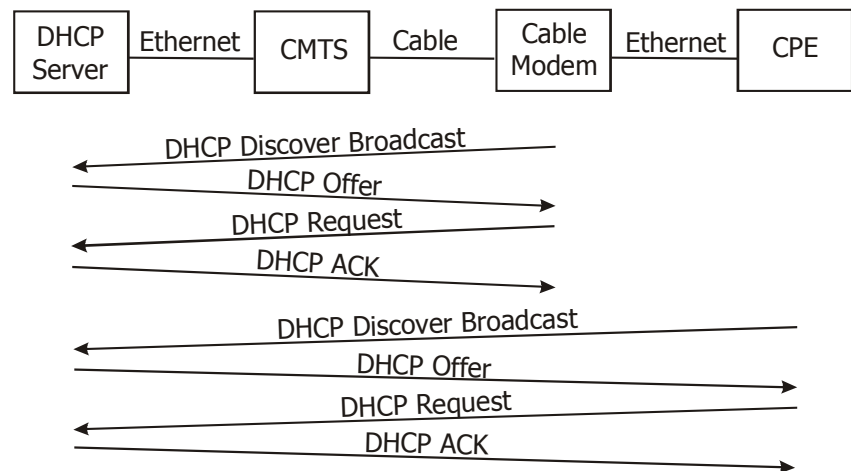 DHCP
Server
Ethernet
CMTS
Cable
Cable
Modem
Ethernet
CPE
DHCP Discover Broadcast
DHCP Offer
DHCP Request
DHCP ACK
DHCP Discover Broadcast
DHCP Offer
DHCP Request
DHCP ACK